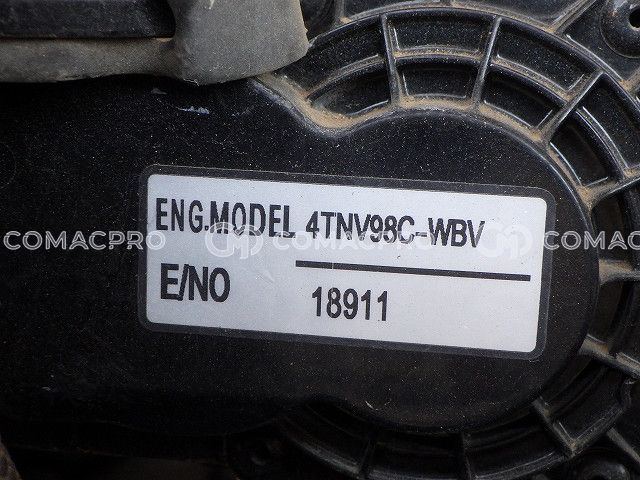 ENG.MODEL 4TNV98C-WBV
COMACPRO COMACPRO COMACPRO
E/NO 18911